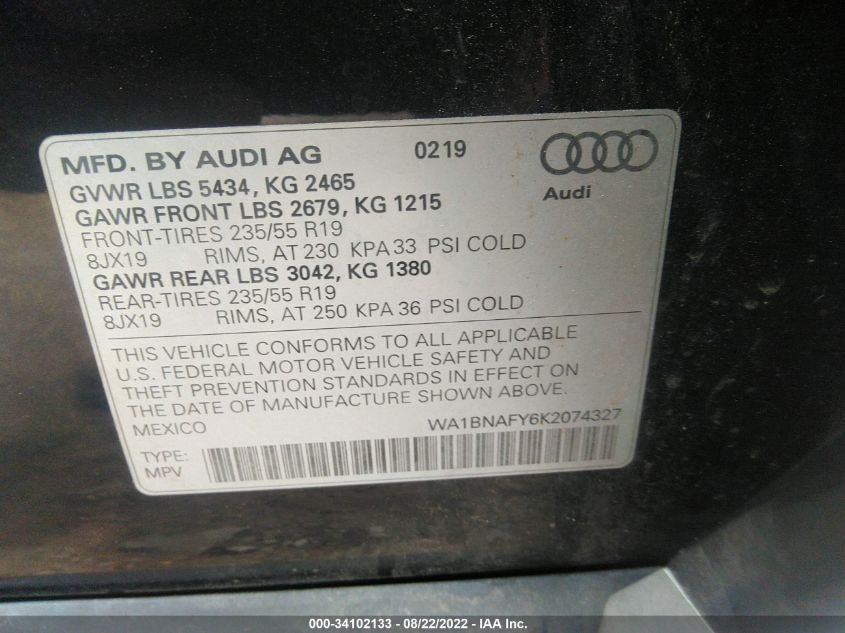 MFD. BY AUDI AG 0219
Audi
GVWR LBS 5434, KG 2465
GAWR FRONT LBS 2679, KG 1215
FRONT-TIRES 235/55 R19
8JX19 RIMS, AT 230 KPA 33 PSI COLD
GAWR REAR LBS 3042, KG 1380
REAR-TIRES 235/55 R19
8JX19 RIMS, AT 250 KPA 36 PSI COLD
THIS VEHICLE CONFORMS TO ALL APPLICABLE
U.S. FEDERAL MOTOR VEHICLE SAFETY AND
THEFT PREVENTION STANDARDS IN EFFECT ON
THE DATE OF MANUFACTURE SHOWN ABOVE.
MEXICO WA1BNAFY6K2074327
TYPE:
MPV
000-34102133 - 08/22/2022 - IAA Inc.